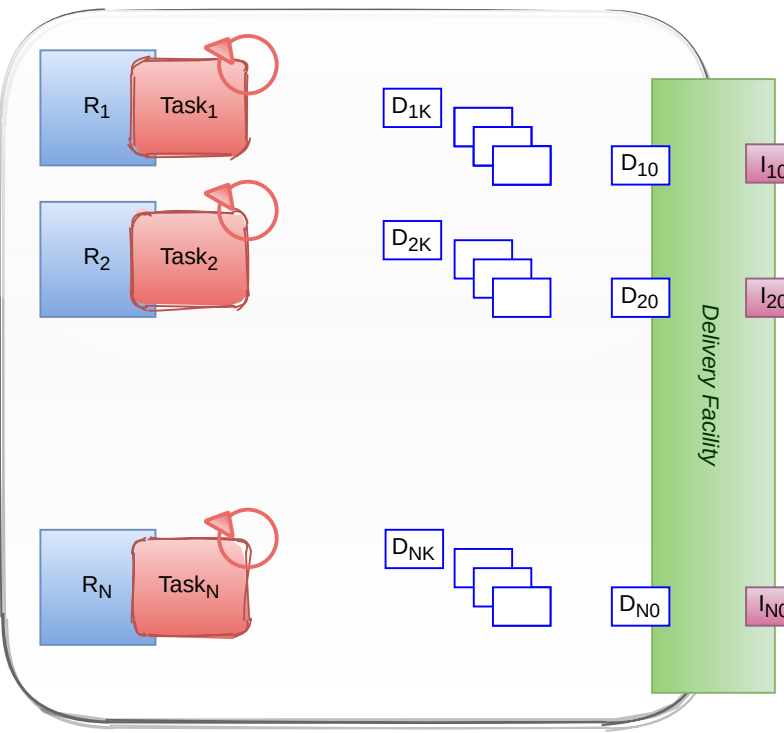 R1 Task1 D1K D10 I10
R2 Task2 D2K D20 I20
Delivery Facility
RN TaskN DNK DN0 IN0